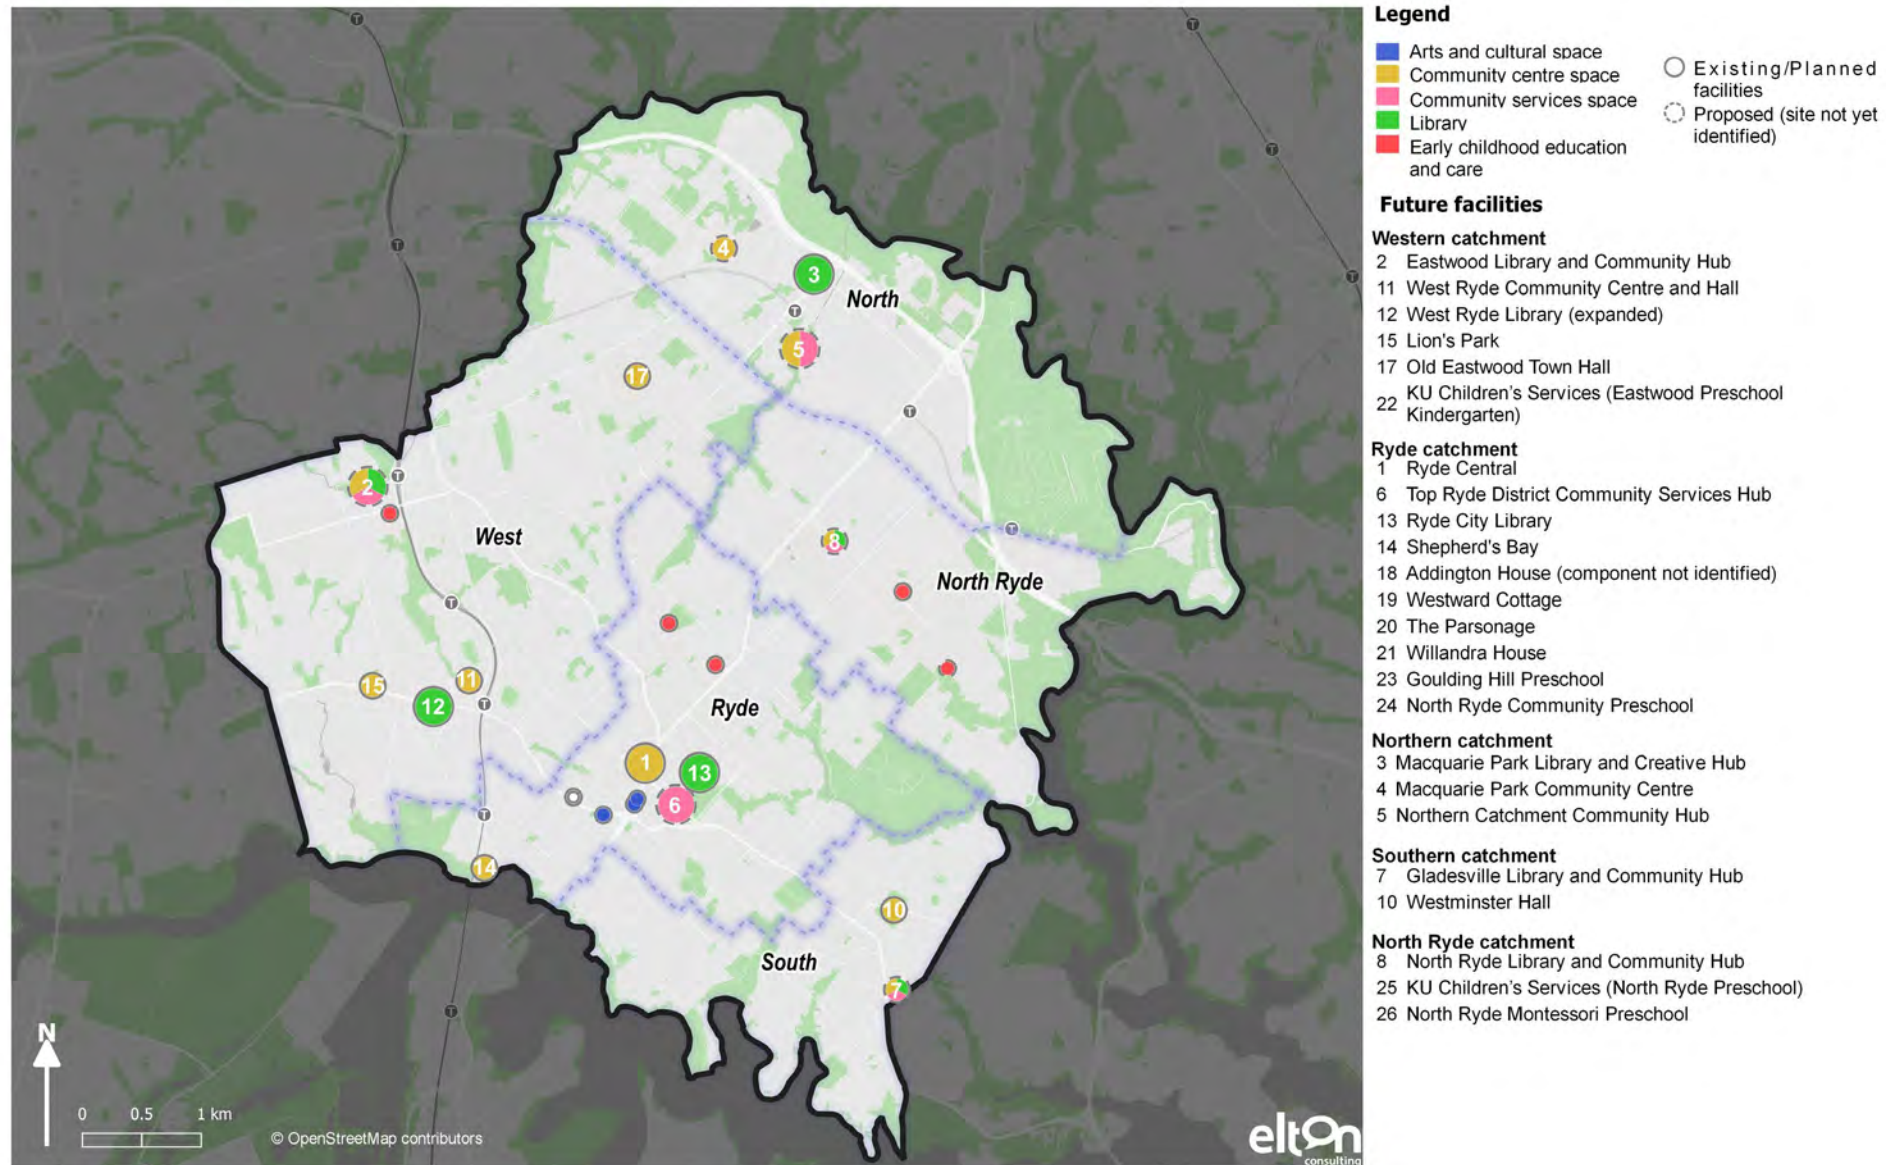 Legend
Arts and cultural space
Community centre space
Community services space
Library
Early childhood education
and care
Existing/Planned
facilities
Proposed (site not yet
identified)
Future facilities
Western catchment
2 Eastwood Library and Community Hub
11 West Ryde Community Centre and Hall
12 West Ryde Library (expanded)
15 Lion's Park
17 Old Eastwood Town Hall
22 KU Children’s Services (Eastwood Preschool
Kindergarten)
Ryde catchment
1 Ryde Central
6 Top Ryde District Community Services Hub
13 Ryde City Library
14 Shepherd's Bay
18 Addington House (component not identified)
19 Westward Cottage
20 The Parsonage
21 Willandra House
23 Goulding Hill Preschool
24 North Ryde Community Preschool
Northern catchment
3 Macquarie Park Library and Creative Hub
4 Macquarie Park Community Centre
5 Northern Catchment Community Hub
Southern catchment
7 Gladesville Library and Community Hub
10 Westminster Hall
North Ryde catchment
8 North Ryde Library and Community Hub
25 KU Children’s Services (North Ryde Preschool)
26 North Ryde Montessori Preschool
T
T
T
T
T
4
3
North
T
5
17
T
T
2
West
T
8
North Ryde
T
15
11
12
T
Ryde
1
13
6
T
14
10
South
7
T
N
0 0.5 1 km
© OpenStreetMap contributors
elton
consulting